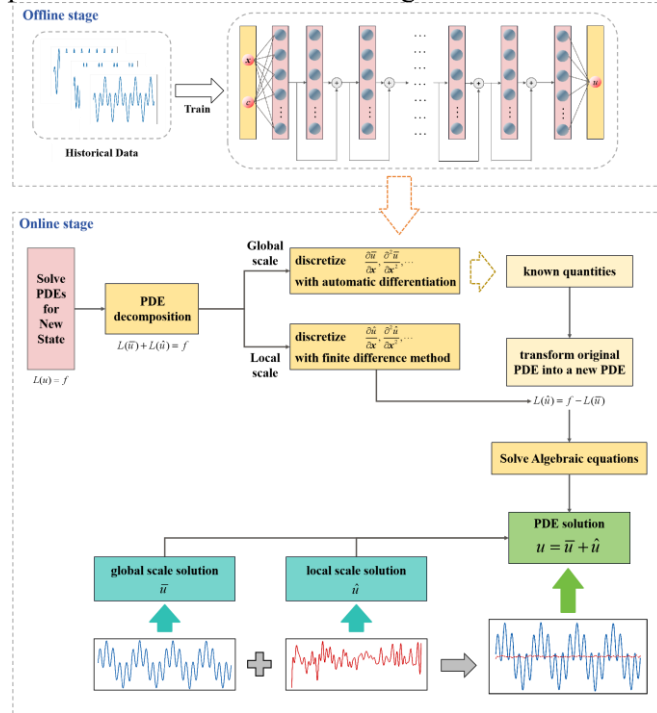 Offline stage
x
c
u
Train
Historical Data
Online stage
Solve
PDEs
for
New
State
L(u) = f
PDE
decomposition
L(ū) + L(û) = f
Global
scale
Local
scale
discretize ∂ū/∂x, ∂²ū/∂x², ⋯
with automatic differentiation
discretize ∂û/∂x, ∂²û/∂x², ⋯
with finite difference method
known quantities
transform original
PDE into a new PDE
L(û) = f − L(ū)
Solve Algebraic equations
PDE solution
u = ū + û
global scale solution
ū
local scale solution
û